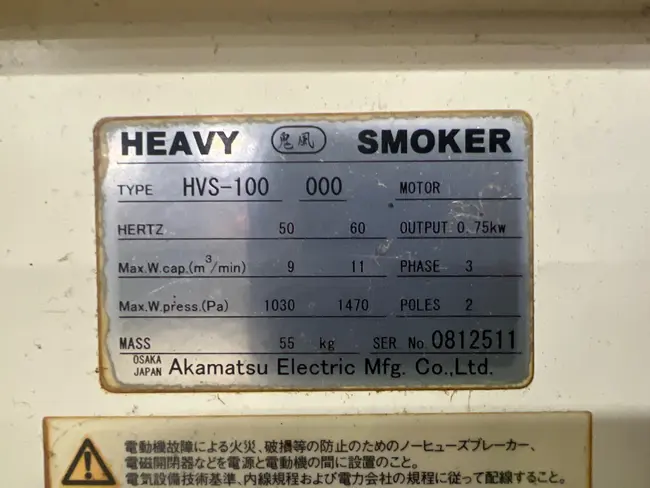 HEAVY 鬼風 SMOKER
TYPE HVS-100 000 MOTOR
HERTZ 50 60 OUTPUT 0.75kw
Max.W.cap.(m³/min) 9 11 PHASE 3
Max.W.press.(Pa) 1030 1470 POLES 2
MASS 55 kg SER No. 0812511
OSAKA JAPAN Akamatsu Electric Mfg. Co.,Ltd.
電動機故障による火災、破損等の防止のためのノーヒューズブレーカー、
電磁開閉器などを電源と電動機の間に設置のこと。
電気設備技術基準、内線規程および電力会社の規程に従って配線すること。